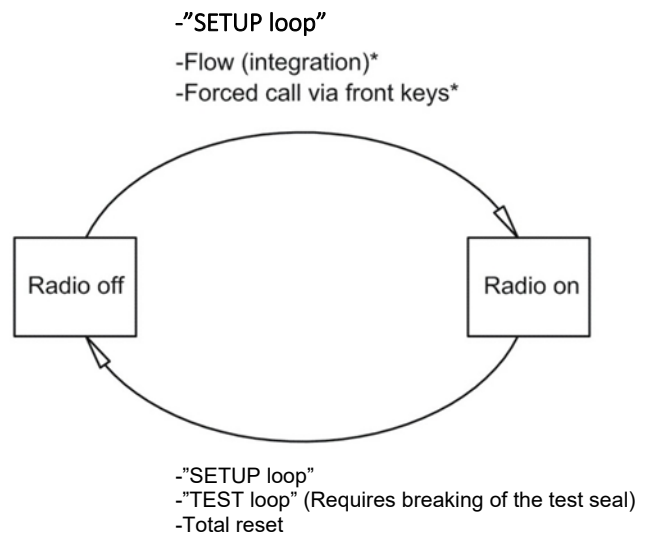 -”SETUP loop”
-Flow (integration)*
-Forced call via front keys*
Radio off
Radio on
-”SETUP loop”
-”TEST loop” (Requires breaking of the test seal)
-Total reset